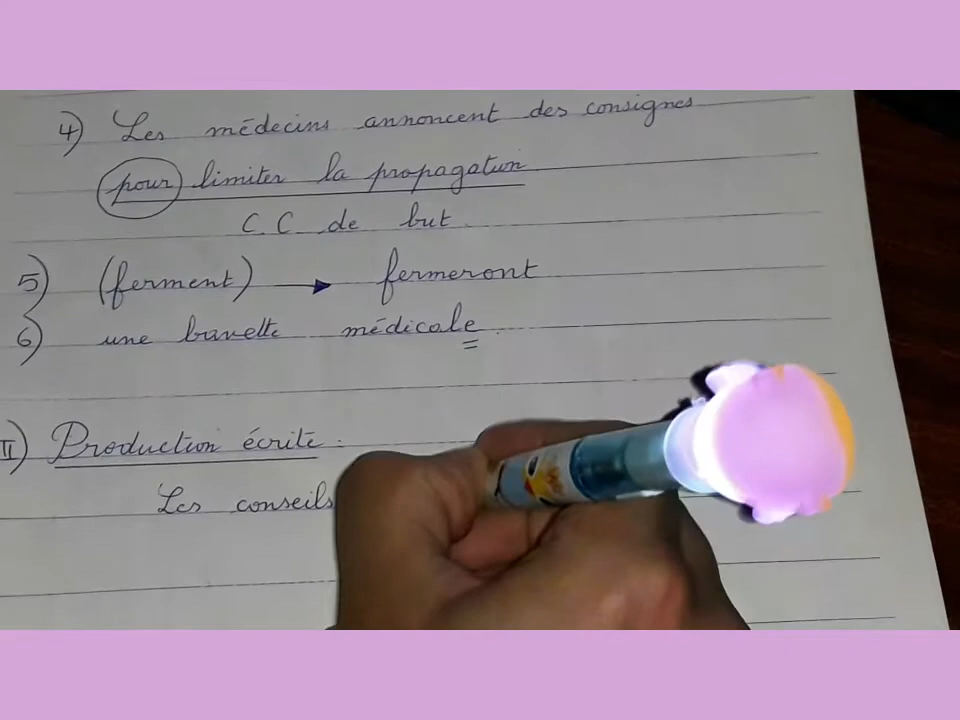 4) Les médecins annoncent des consignes
pour limiter la propagation
C.C de but
5) (ferment) → fermeront
6) une bavette médicale.
II) Production écrite :
Les conseils